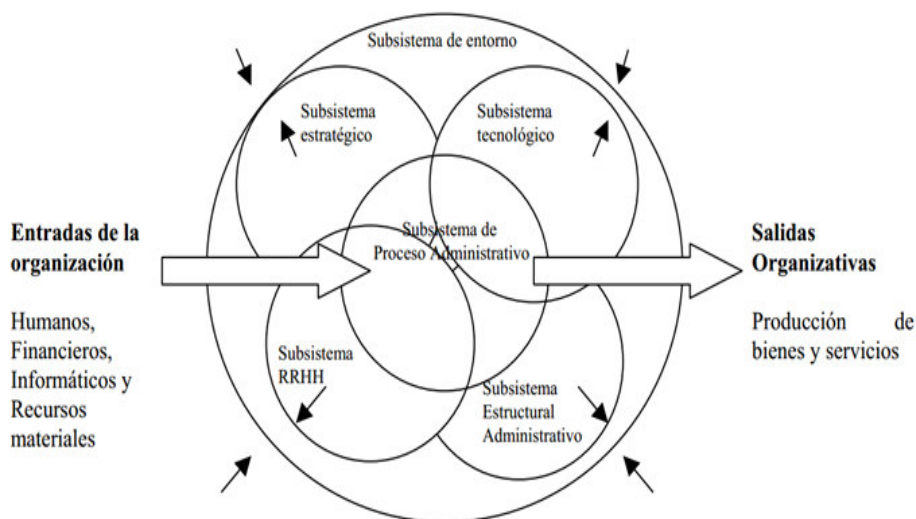 Subsistema de entorno
Subsistema
estratégico
Subsistema
tecnológico
Entradas de la
organización
Humanos,
Financieros,
Informáticos y
Recursos
materiales
Subsistema de
Proceso Administrativo
Subsistema
RRHH
Subsistema
Estructural
Administrativo
Salidas
Organizativas
Producción de
bienes y servicios